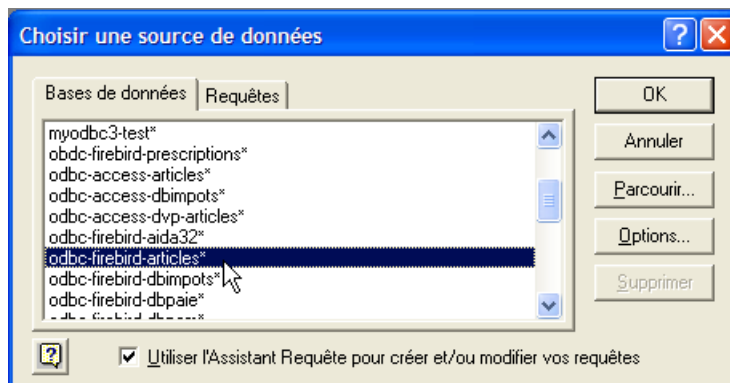 Choisir une source de données
Bases de données
Requêtes
myodbc3-test*
obdc-firebird-prescriptions*
odbc-access-articles*
odbc-access-dbimpots*
odbc-access-dvp-articles*
odbc-firebird-aida32*
odbc-firebird-articles*
odbc-firebird-dbimpots*
odbc-firebird-dbpaie*
OK
Annuler
Parcourir...
Options...
Supprimer
Utiliser l'Assistant Requête pour créer et/ou modifier vos requêtes